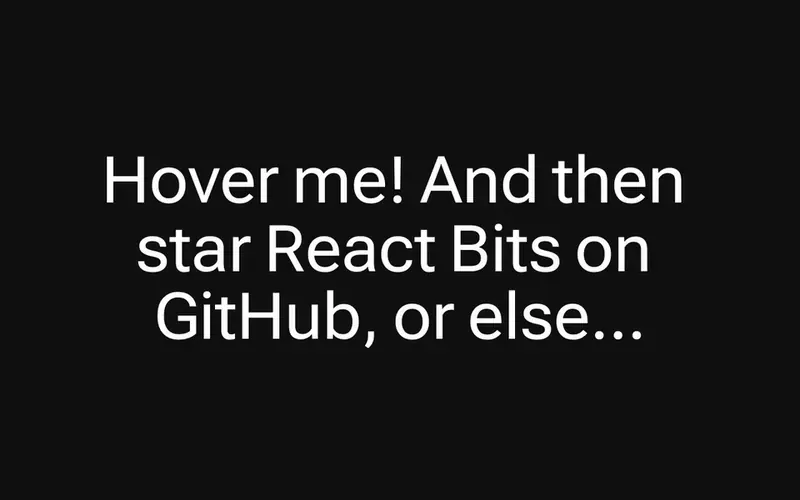 Hover me! And then
star React Bits on
GitHub, or else...